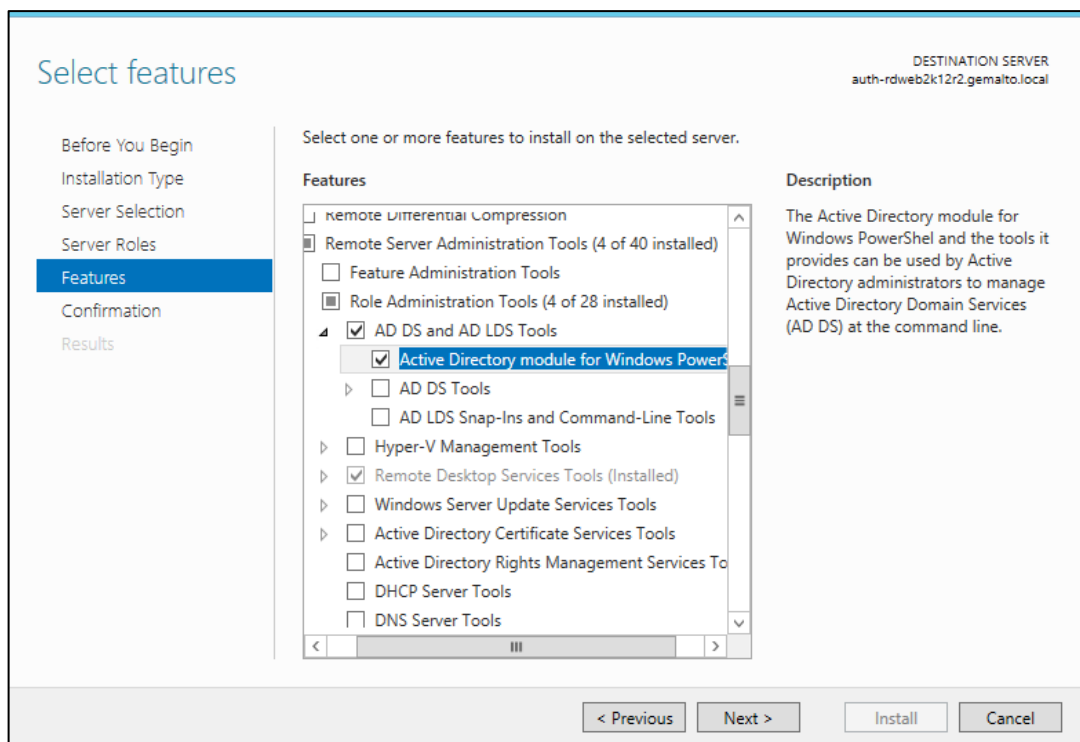 Select features
DESTINATION SERVER
auth-rdweb2k12r2.gemalto.local
Before You Begin
Installation Type
Server Selection
Server Roles
Features
Confirmation
Results
Select one or more features to install on the selected server.
Features
Remote Differential Compression
Remote Server Administration Tools (4 of 40 installed)
Feature Administration Tools
Role Administration Tools (4 of 28 installed)
AD DS and AD LDS Tools
Active Directory module for Windows PowerS
AD DS Tools
AD LDS Snap-Ins and Command-Line Tools
Hyper-V Management Tools
Remote Desktop Services Tools (Installed)
Windows Server Update Services Tools
Active Directory Certificate Services Tools
Active Directory Rights Management Services To
DHCP Server Tools
DNS Server Tools
Description
The Active Directory module for
Windows PowerShel and the tools it
provides can be used by Active
Directory administrators to manage
Active Directory Domain Services
(AD DS) at the command line.
< Previous
Next >
Install
Cancel